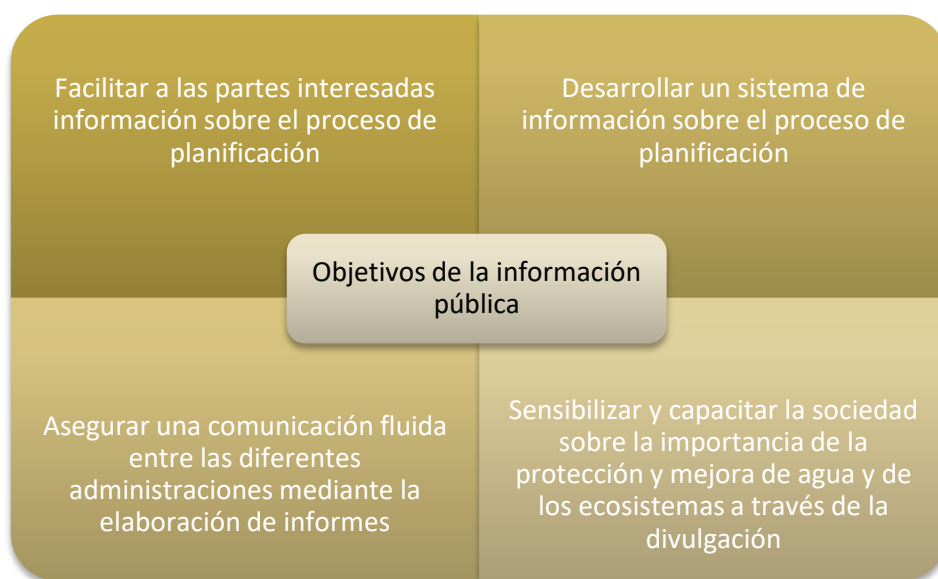 Facilitar a las partes interesadas
información sobre el proceso de
planificación
Desarrollar un sistema de
información sobre el proceso de
planificación
Objetivos de la información
pública
Asegurar una comunicación fluida
entre las diferentes
administraciones mediante la
elaboración de informes
Sensibilizar y capacitar la sociedad
sobre la importancia de la
protección y mejora de agua y de
los ecosistemas a través de la
divulgación